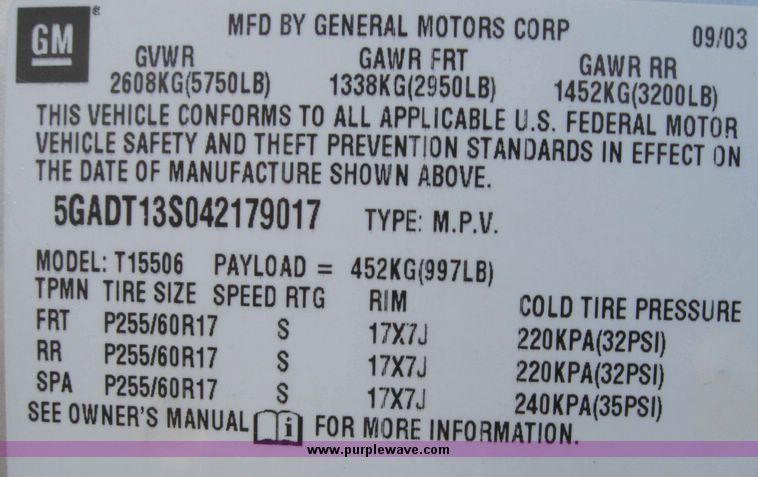 GM
MFD BY GENERAL MOTORS CORP 09/03
GVWR GAWR FRT GAWR RR
2608KG(5750LB) 1338KG(2950LB) 1452KG(3200LB)
THIS VEHICLE CONFORMS TO ALL APPLICABLE U.S. FEDERAL MOTOR
VEHICLE SAFETY AND THEFT PREVENTION STANDARDS IN EFFECT ON
THE DATE OF MANUFACTURE SHOWN ABOVE.
5GADT13S042179017 TYPE: M.P.V.
MODEL: T15506 PAYLOAD = 452KG(997LB)
TPMN TIRE SIZE SPEED RTG RIM COLD TIRE PRESSURE
FRT P255/60R17 S 17X7J 220KPA(32PSI)
RR P255/60R17 S 17X7J 220KPA(32PSI)
SPA P255/60R17 S 17X7J 240KPA(35PSI)
SEE OWNER'S MANUAL i FOR MORE INFORMATION.
www.purplewave.com